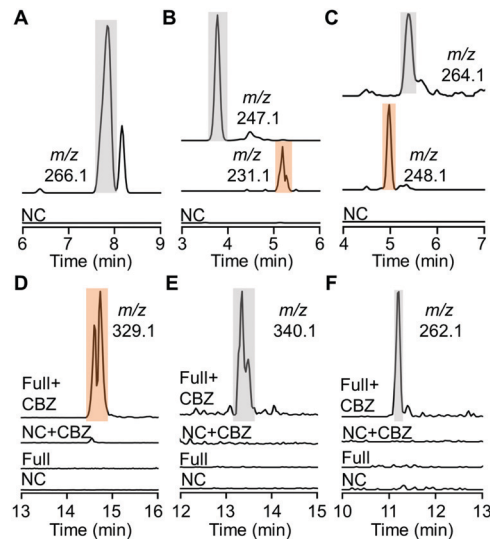 A
m/z
266.1
NC
6 7 8 9
Time (min)
B
m/z
247.1
m/z
231.1
NC
3 4 5 6
Time (min)
C
m/z
264.1
m/z
248.1
NC
4 5 6 7
Time (min)
D
m/z
329.1
Full+
CBZ
NC+CBZ
Full
NC
13 14 15 16
Time (min)
E
m/z
340.1
Full+
CBZ
NC+CBZ
Full
NC
12 13 14 15
Time (min)
F
m/z
262.1
Full+
CBZ
NC+CBZ
Full
NC
10 11 12 13
Time (min)